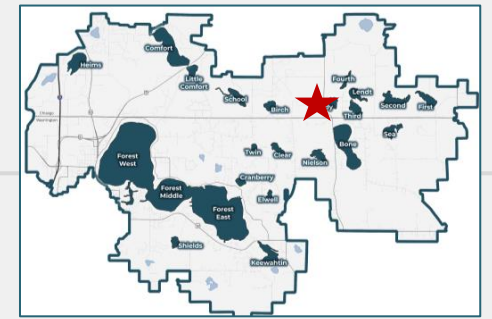 Comfort
Heims
Little
Comfort
School
Birch
Fourth
Lendt
Third
Second
First
Sea
Bone
Nielson
Clear
Twin
Cranberry
Elwell
Forest
West
Forest
Middle
Forest
East
Shields
Keewahtin